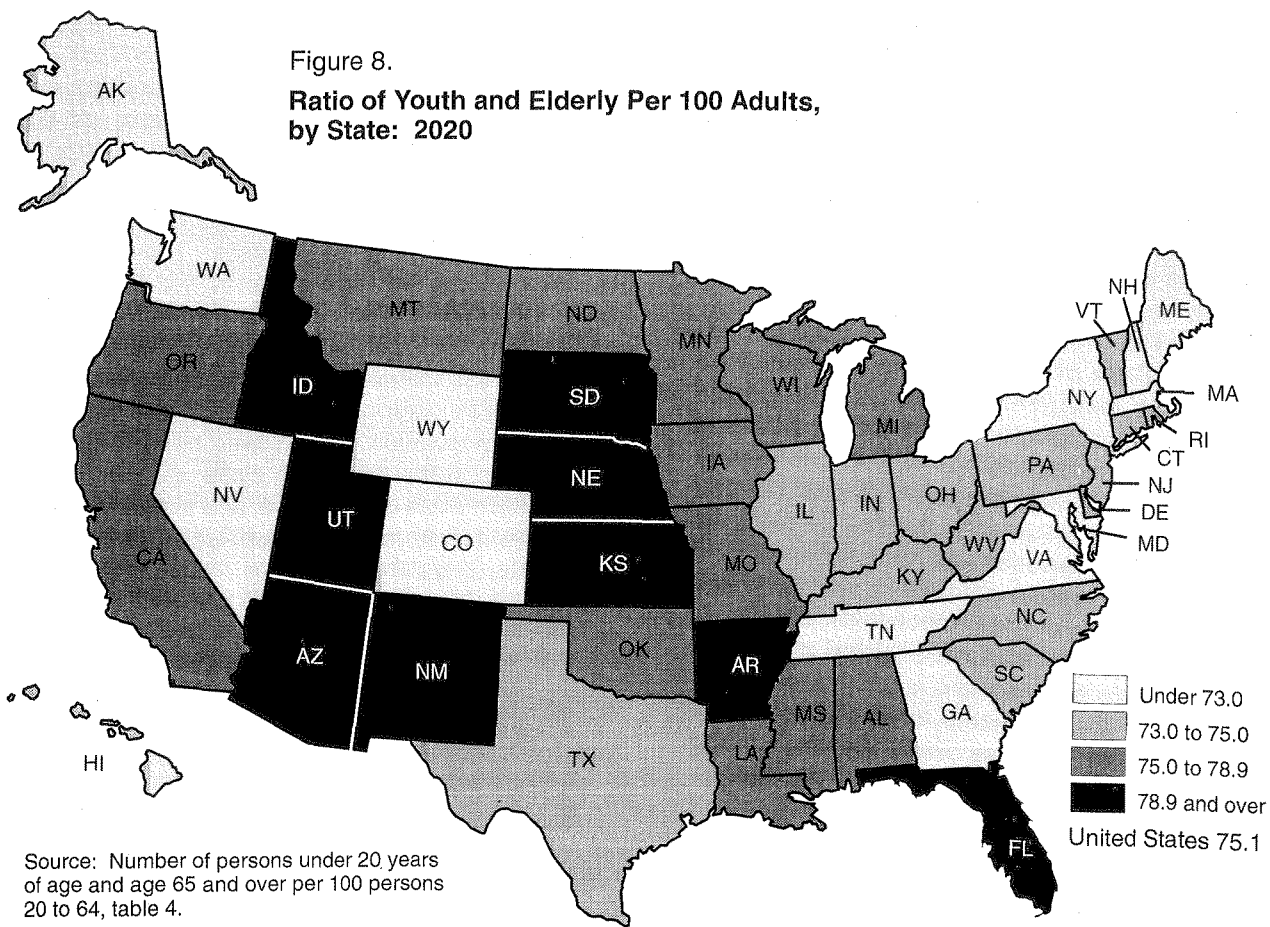 Figure 8.
Ratio of Youth and Elderly Per 100 Adults,
by State: 2020
AK
WA
MT
ND
MN
OR
ID
SD
WI
MI
WY
NE
IA
NV
UT
CO
KS
CA
MO
IL
IN
OH
PA
NY
VT
NH
ME
MA
RI
CT
NJ
DE
MD
WV
VA
KY
TN
NC
SC
AZ
NM
OK
AR
TX
LA
MS
AL
GA
FL
HI
Under 73.0
73.0 to 75.0
75.0 to 78.9
78.9 and over
United States 75.1
Source: Number of persons under 20 years
of age and age 65 and over per 100 persons
20 to 64, table 4.